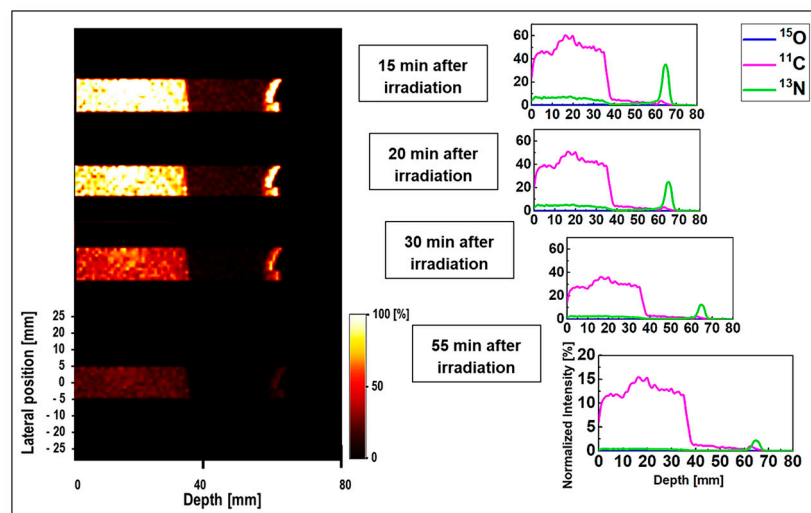 15 min after
irradiation
20 min after
irradiation
30 min after
irradiation
55 min after
irradiation
Lateral position [mm]
25
20
15
10
5
0
- 5
- 10
- 15
- 20
- 25
0
40
80
Depth [mm]
100 [%]
50
0
60
40
20
0
0 10 20 30 40 50 60 70 80
60
40
20
0
0 10 20 30 40 50 60 70 80
60
40
20
0
0 10 20 30 40 50 60 70 80
Normalized Intensity [%]
20
15
10
5
0
0 10 20 30 40 50 60 70 80
Depth [mm]
¹⁵O
¹¹C
¹³N